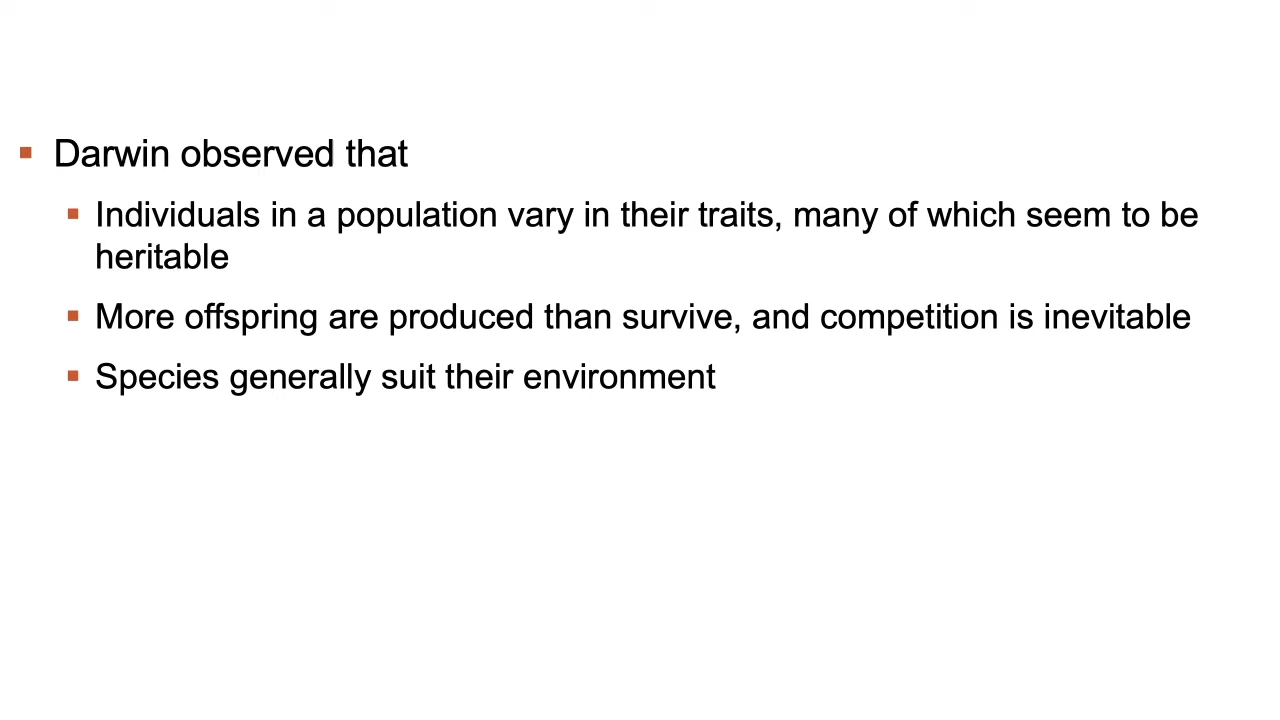 ▪ Darwin observed that
▪ Individuals in a population vary in their traits, many of which seem to be
heritable
▪ More offspring are produced than survive, and competition is inevitable
▪ Species generally suit their environment